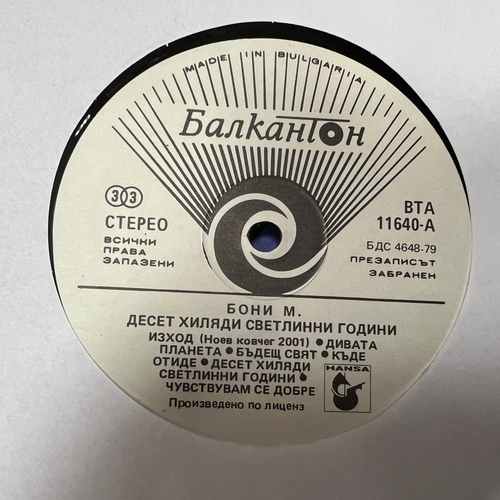 MADE IN BULGARIA
БалканТон
33
СТЕРЕО
ВСИЧКИ
ПРАВА
ЗАПАЗЕНИ
ВТА
11640-А
БДС 4648-79
ПРЕЗАПИСЪТ
ЗАБРАНЕН
БОНИ М.
ДЕСЕТ ХИЛЯДИ СВЕТЛИННИ ГОДИНИ
ИЗХОД (Ноев ковчег 2001) ● ДИВАТА
ПЛАНЕТА ● БЪДЕЩ СВЯТ ● КЪДЕ
ОТИДЕ ● ДЕСЕТ ХИЛЯДИ
СВЕТЛИННИ ГОДИНИ ●
ЧУВСТВУВАМ СЕ ДОБРЕ
HANSA
Произведено по лиценз